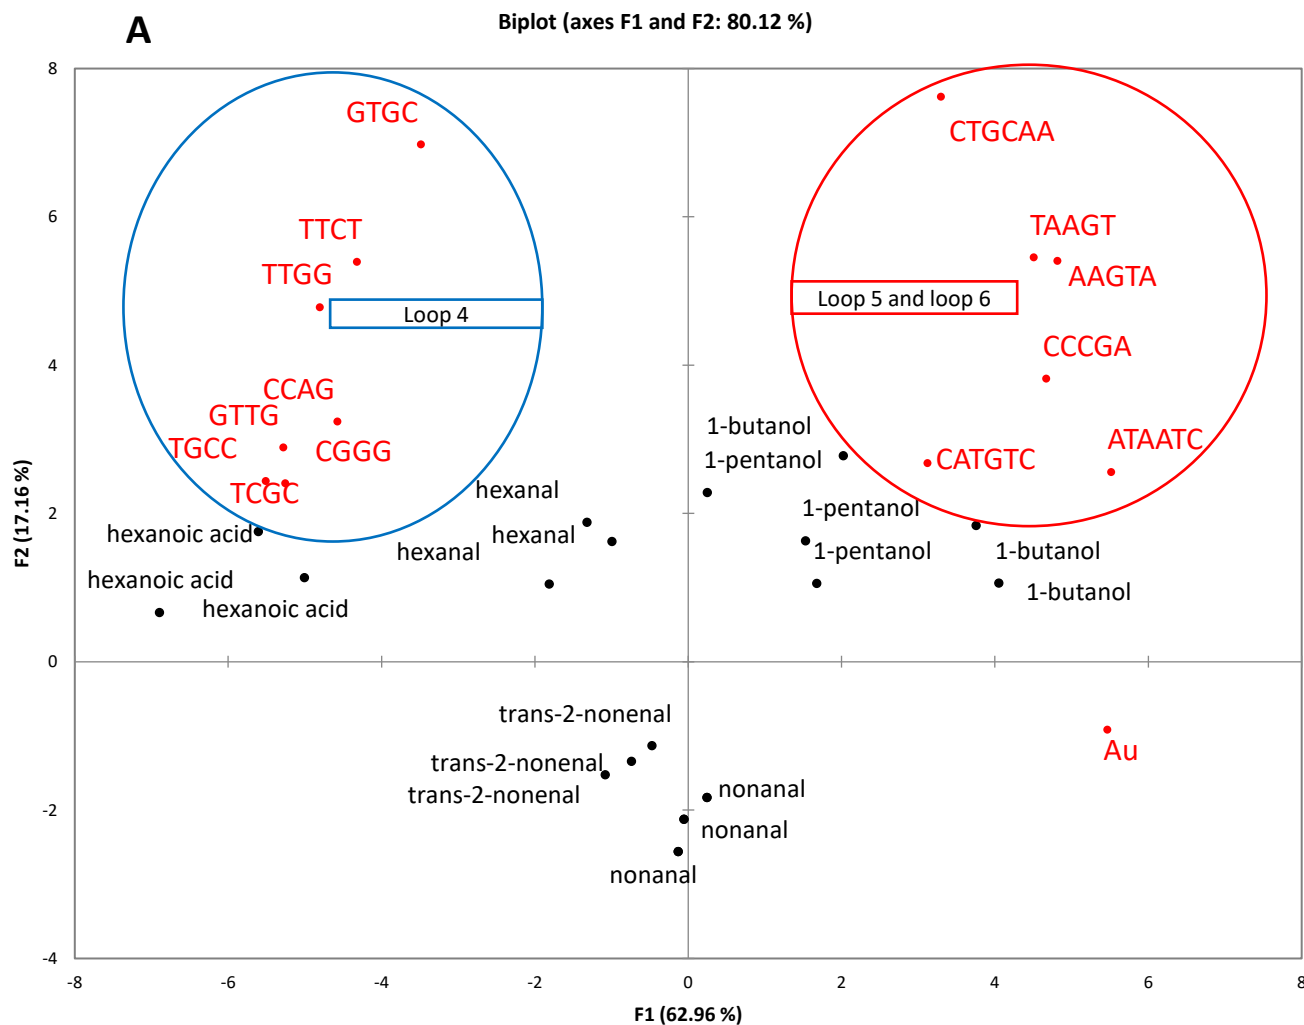 A
Biplot (axes F1 and F2: 80.12 %)
8
6
4
2
0
-2
-4
F2 (17.16 %)
GTGC
TTCT
TTGG
Loop 4
CCAG
GTTG
TGCC
CGGG
TCGC
CTGCAA
TAAGT
AAGTA
Loop 5 and loop 6
CCCGA
ATAATC
CATGTC
1-butanol
1-pentanol
hexanal
1-pentanol
hexanoic acid
hexanal
hexanal
1-pentanol
1-butanol
hexanoic acid
1-butanol
hexanoic acid
trans-2-nonenal
trans-2-nonenal
trans-2-nonenal
Au
nonanal
nonanal
nonanal
-8
-6
-4
-2
0
2
4
6
8
F1 (62.96 %)